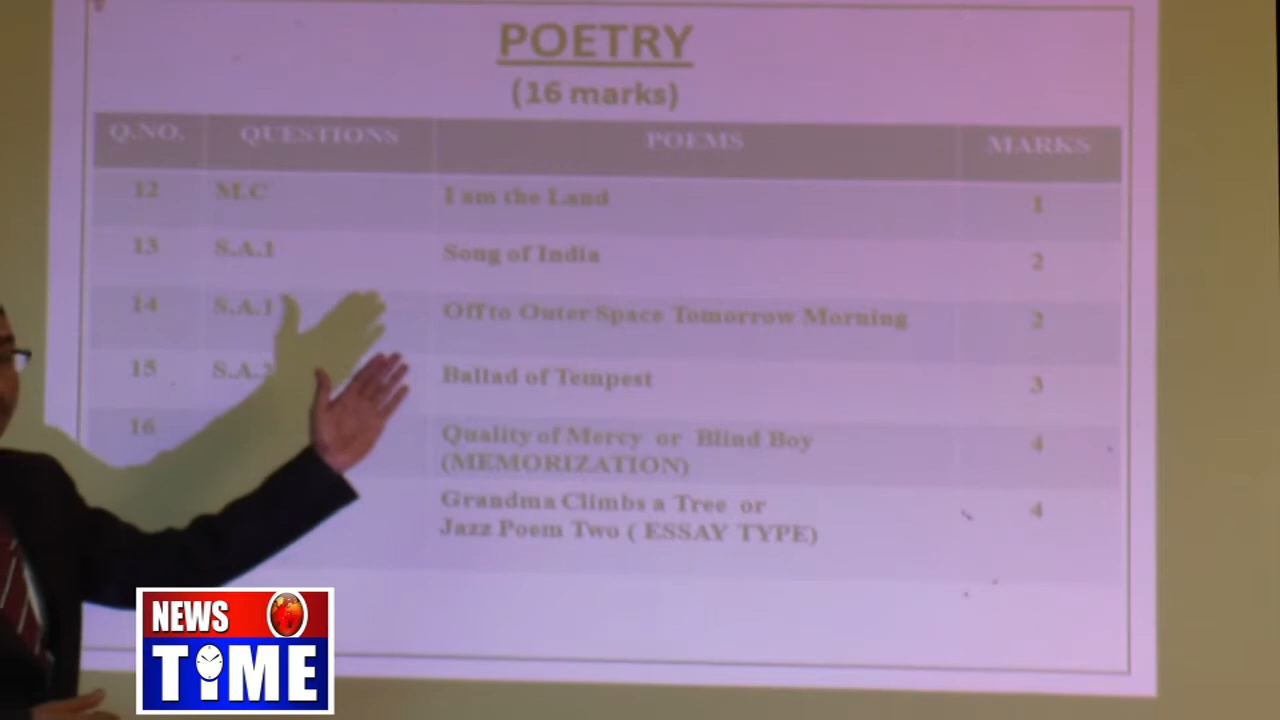 POETRY
(16 marks)
Q.NO. QUESTIONS POEMS MARKS
12 M.C I am the Land 1
13 S.A.1 Song of India 2
14 S.A.1 Off to Outer Space Tomorrow Morning 2
15 S.A. Ballad of Tempest 3
16 Quality of Mercy or Blind Boy 4
(MEMORIZATION)
Grandma Climbs a Tree or 4
Jazz Poem Two ( ESSAY TYPE)
NEWS
TiME